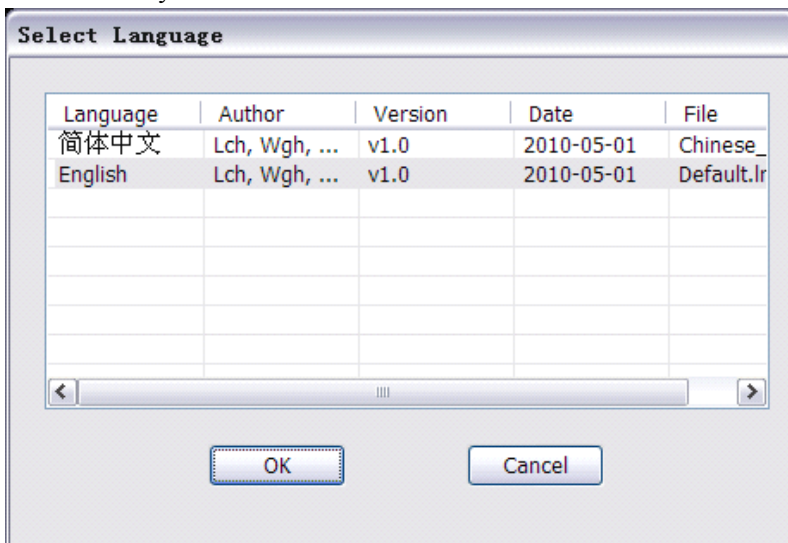 Select Language
Language Author Version Date File
简体中文 Lch, Wgh, ... v1.0 2010-05-01 Chinese_
English Lch, Wgh, ... v1.0 2010-05-01 Default.lr
OK Cancel